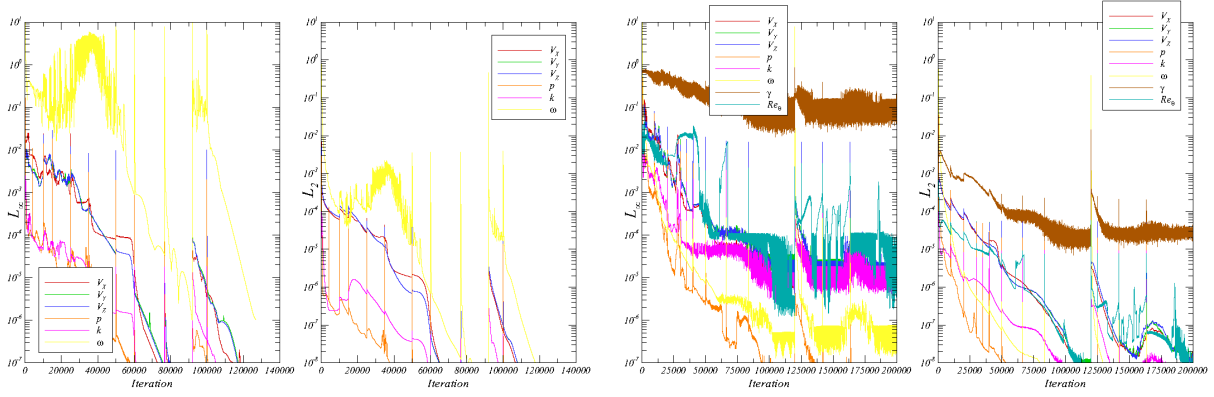 10¹
10⁰
10⁻¹
10⁻²
10⁻³
10⁻⁴
10⁻⁵
10⁻⁶
10⁻⁷
L∞
0 20000 40000 60000 80000 100000 120000 140000
Iteration
Vx
Vy
Vz
p
k
ω
10¹
10⁰
10⁻¹
10⁻²
10⁻³
10⁻⁴
10⁻⁵
10⁻⁶
10⁻⁷
10⁻⁸
L₂
0 20000 40000 60000 80000 100000 120000 140000
Iteration
Vx
Vy
Vz
p
k
ω
10¹
10⁰
10⁻¹
10⁻²
10⁻³
10⁻⁴
10⁻⁵
10⁻⁶
10⁻⁷
L∞
0 25000 50000 75000 100000 125000 150000 175000 200000
Iteration
Vx
Vy
Vz
p
k
ω
γ
Reθ
10¹
10⁰
10⁻¹
10⁻²
10⁻³
10⁻⁴
10⁻⁵
10⁻⁶
10⁻⁷
10⁻⁸
L₂
0 25000 50000 75000 100000 125000 150000 175000 200000
Iteration
Vx
Vy
Vz
p
k
ω
γ
Reθ